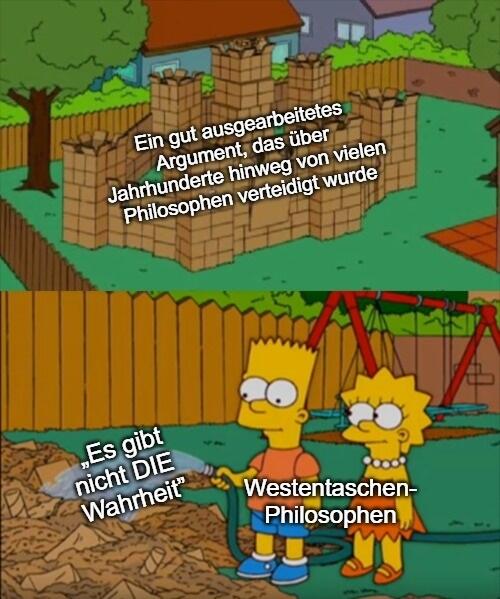 Ein gut ausgearbeitetes
Argument, das über
Jahrhunderte hinweg von vielen
Philosophen verteidigt wurde
„Es gibt
nicht DIE
Wahrheit”
Westentaschen-
Philosophen